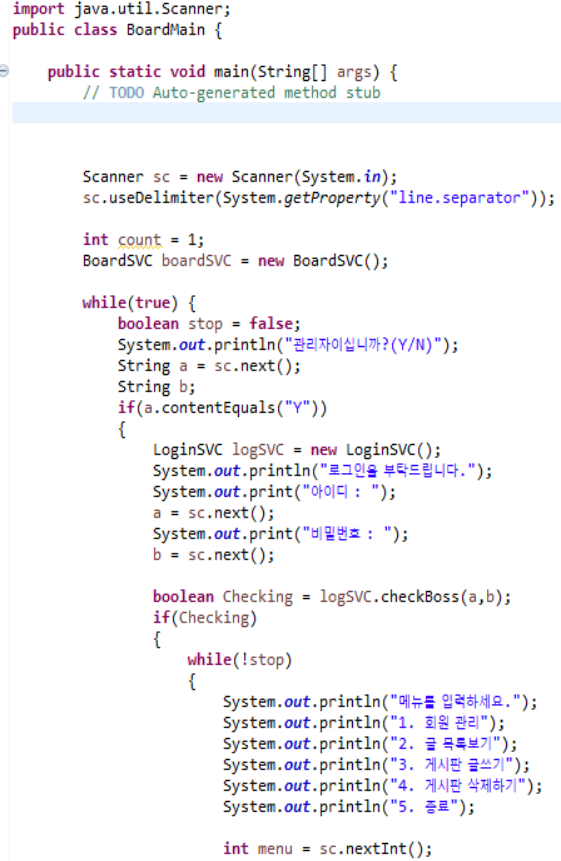 import java.util.Scanner;
public class BoardMain {
public static void main(String[] args) {
// TODO Auto-generated method stub
Scanner sc = new Scanner(System.in);
sc.useDelimiter(System.getProperty("line.separator"));
int count = 1;
BoardSVC boardSVC = new BoardSVC();
while(true) {
boolean stop = false;
System.out.println("관리자이십니까?(Y/N)");
String a = sc.next();
String b;
if(a.contentEquals("Y"))
{
LoginSVC logSVC = new LoginSVC();
System.out.println("로그인을 부탁드립니다.");
System.out.print("아이디 : ");
a = sc.next();
System.out.print("비밀번호 : ");
b = sc.next();
boolean Checking = logSVC.checkBoss(a,b);
if(Checking)
{
while(!stop)
{
System.out.println("메뉴를 입력하세요.");
System.out.println("1. 회원 관리");
System.out.println("2. 글 목록보기");
System.out.println("3. 게시판 글쓰기");
System.out.println("4. 게시판 삭제하기");
System.out.println("5. 종료");
int menu = sc.nextInt();